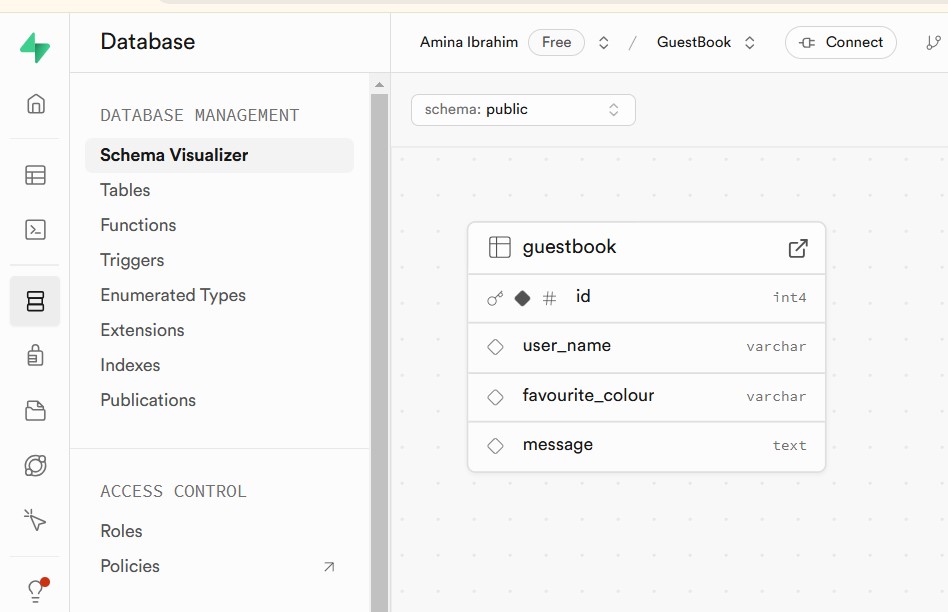 Database
Amina Ibrahim Free / GuestBook Connect
DATABASE MANAGEMENT
Schema Visualizer
Tables
Functions
Triggers
Enumerated Types
Extensions
Indexes
Publications
ACCESS CONTROL
Roles
Policies
schema: public
guestbook
# id int4
user_name varchar
favourite_colour varchar
message text